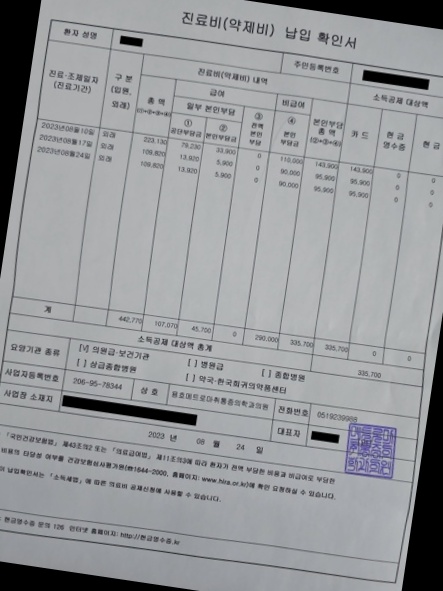 진료비(약제비) 납입 확인서
환자 성명
주민등록번호
진료·조제일자
(진료기간)
구 분
(입원,
외래)
진료비(약제비) 내역
소득공제 대상액
총 액
(①+②+③+④)
급여
일부 본인부담
①
공단부담금
②
본인부담금
③
전액
본인
부담
비급여
④
본인
부담금
본인부담
총 액
(②+③+④)
카 드
현 금
영수증
현 금
2023년08월10일 외래 223,130 79,230 33,900 0 110,000 143,900 143,900 0 0
2023년08월17일 외래 109,820 13,920 5,900 0 90,000 95,900 95,900 0 0
2023년08월24일 외래 109,820 13,920 5,900 0 90,000 95,900 95,900 0 0
계 442,770 107,070 45,700 0 290,000 335,700 335,700 0 0
소득공제 대상액 총계 335,700
요양기관 종류 [√] 의원급·보건기관 [ ] 병원급 [ ] 종합병원
[ ] 상급종합병원 [ ] 약국·한국희귀의약품센터
사업자등록번호 206-95-78344 상 호 용호메트로마취통증의학과의원 전화번호 0519239988
사업장 소재지 대표자
2023 년 08 월 24 일
「국민건강보험법」 제43조의2 또는 「의료급여법」 제11조의3에 따라 환자가 전액 부담한 비용과 비급여로 부담한
비용의 타당성 여부를 건강보험심사평가원(☎1644-2000, 홈페이지: www.hira.or.kr)에 확인 요청하실 수 있습니다.
이 납입확인서는 「소득세법」에 따른 의료비 공제신청에 사용할 수 있습니다.
현금영수증 문의 126 인터넷 홈페이지: http://현금영수증.kr